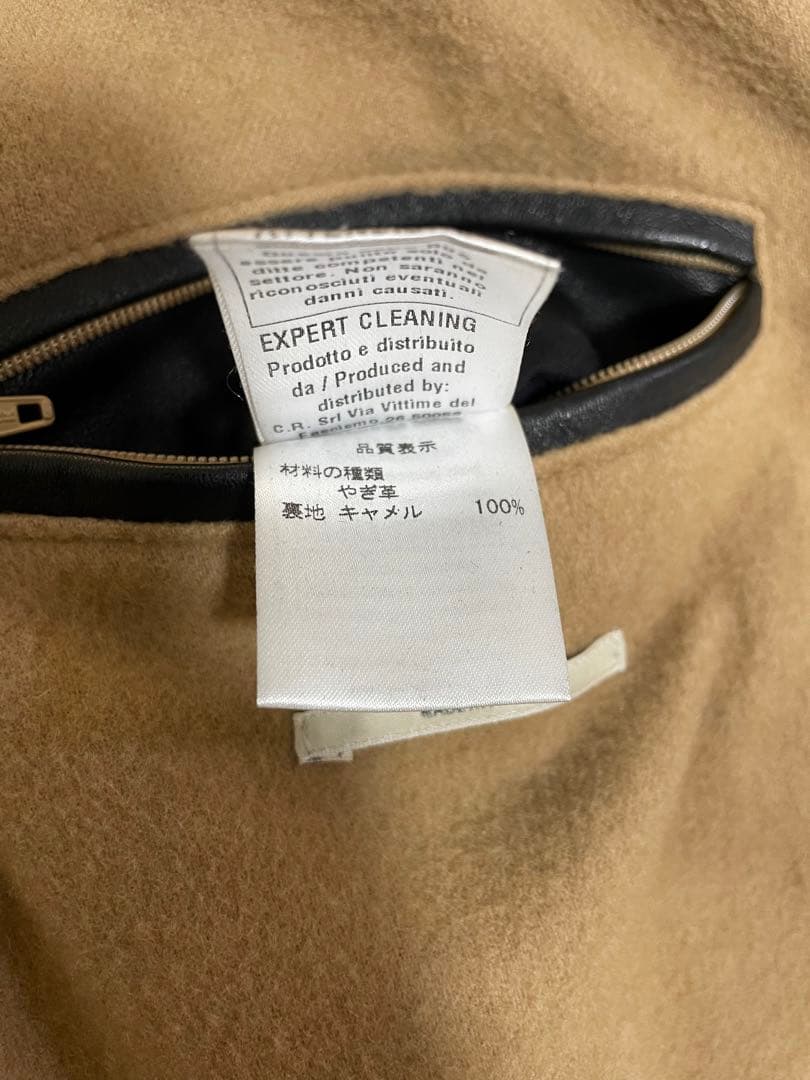 essere
ditte competenti nel
settore. Non saranno
riconosciuti eventuali
danni causati.
EXPERT CLEANING
Prodotto e distribuito
da / Produced and
distributed by:
C.R. Srl Via Vittime del
品質表示
材料の種類
やぎ革
裏地 キャメル 100%